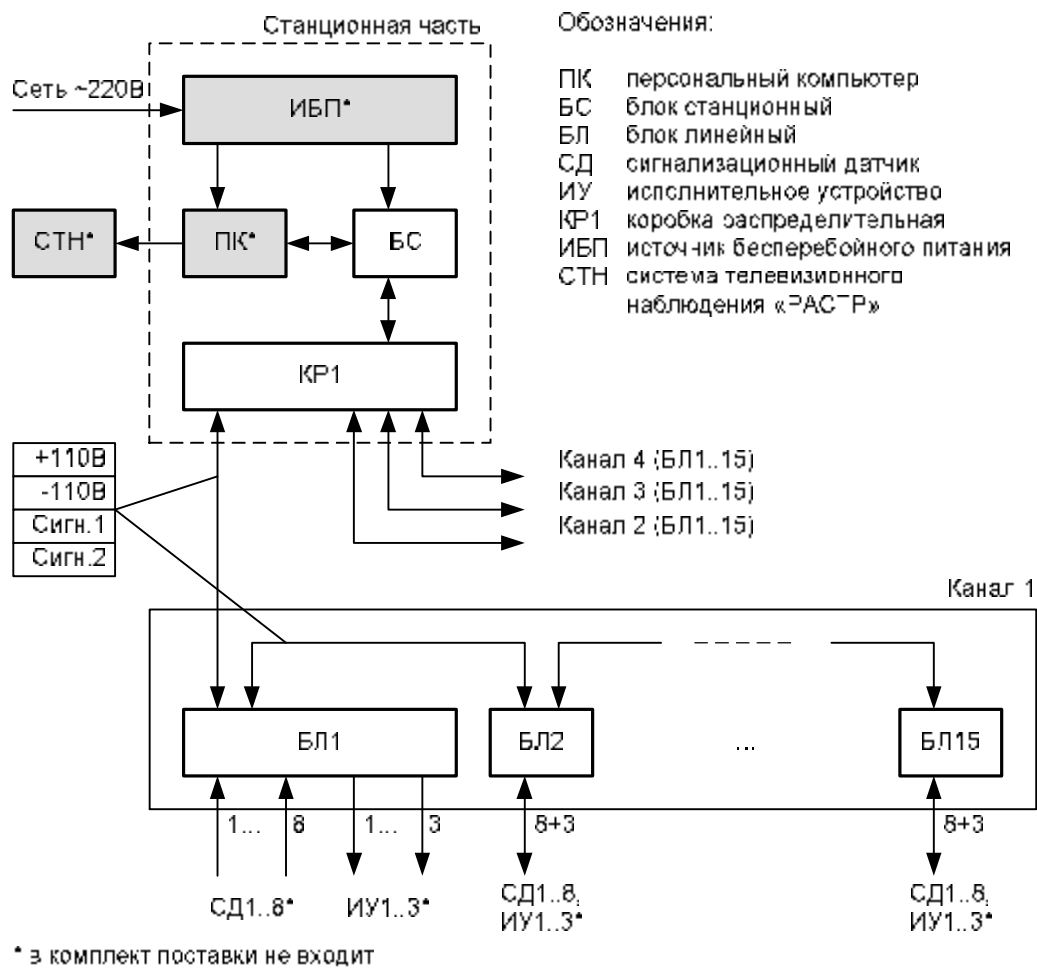 Станционная часть
Обозначения:
Сеть ~220В
ИБП*
ПК персональный компьютер
БС блок станционный
БЛ блок линейный
СД сигнализационный датчик
ИУ исполнительное устройство
КР1 коробка распределительная
ИБП источник бесперебойного питания
СТН система телевизионного
наблюдения «РАСТР»
СТН*
ПК*
БС
КР1
+110В
-110В
Сигн.1
Сигн.2
Канал 4 (БЛ1..15)
Канал 3 (БЛ1..15)
Канал 2 (БЛ1..15)
Канал 1
БЛ1
БЛ2
...
БЛ15
1...
8
1...
3
8+3
8+3
СД1..8*
ИУ1..3*
СД1..8,
ИУ1..3*
СД1..8,
ИУ1..3*
* в комплект поставки не входит